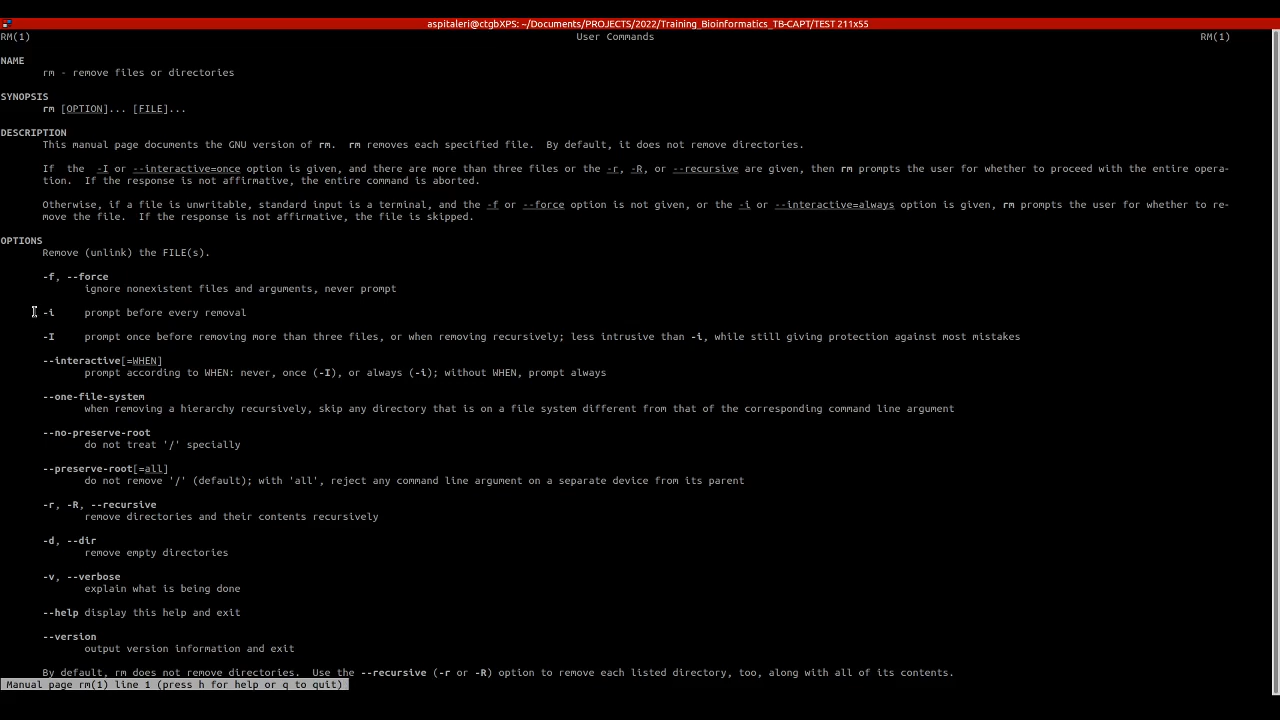 aspitaleri@ctgbXPS: ~/Documents/PROJECTS/2022/Training_Bioinformatics_TB-CAPT/TEST 211x55
RM(1) User Commands RM(1)
NAME
rm - remove files or directories
SYNOPSIS
rm [OPTION]... [FILE]...
DESCRIPTION
This manual page documents the GNU version of rm. rm removes each specified file. By default, it does not remove directories.
If the -I or --interactive=once option is given, and there are more than three files or the -r, -R, or --recursive are given, then rm prompts the user for whether to proceed with the entire opera-
tion. If the response is not affirmative, the entire command is aborted.
Otherwise, if a file is unwritable, standard input is a terminal, and the -f or --force option is not given, or the -i or --interactive=always option is given, rm prompts the user for whether to re-
move the file. If the response is not affirmative, the file is skipped.
OPTIONS
Remove (unlink) the FILE(s).
-f, --force
ignore nonexistent files and arguments, never prompt
-i prompt before every removal
-I prompt once before removing more than three files, or when removing recursively; less intrusive than -i, while still giving protection against most mistakes
--interactive[=WHEN]
prompt according to WHEN: never, once (-I), or always (-i); without WHEN, prompt always
--one-file-system
when removing a hierarchy recursively, skip any directory that is on a file system different from that of the corresponding command line argument
--no-preserve-root
do not treat '/' specially
--preserve-root[=all]
do not remove '/' (default); with 'all', reject any command line argument on a separate device from its parent
-r, -R, --recursive
remove directories and their contents recursively
-d, --dir
remove empty directories
-v, --verbose
explain what is being done
--help display this help and exit
--version
output version information and exit
By default, rm does not remove directories. Use the --recursive (-r or -R) option to remove each listed directory, too, along with all of its contents.
Manual page rm(1) line 1 (press h for help or q to quit)